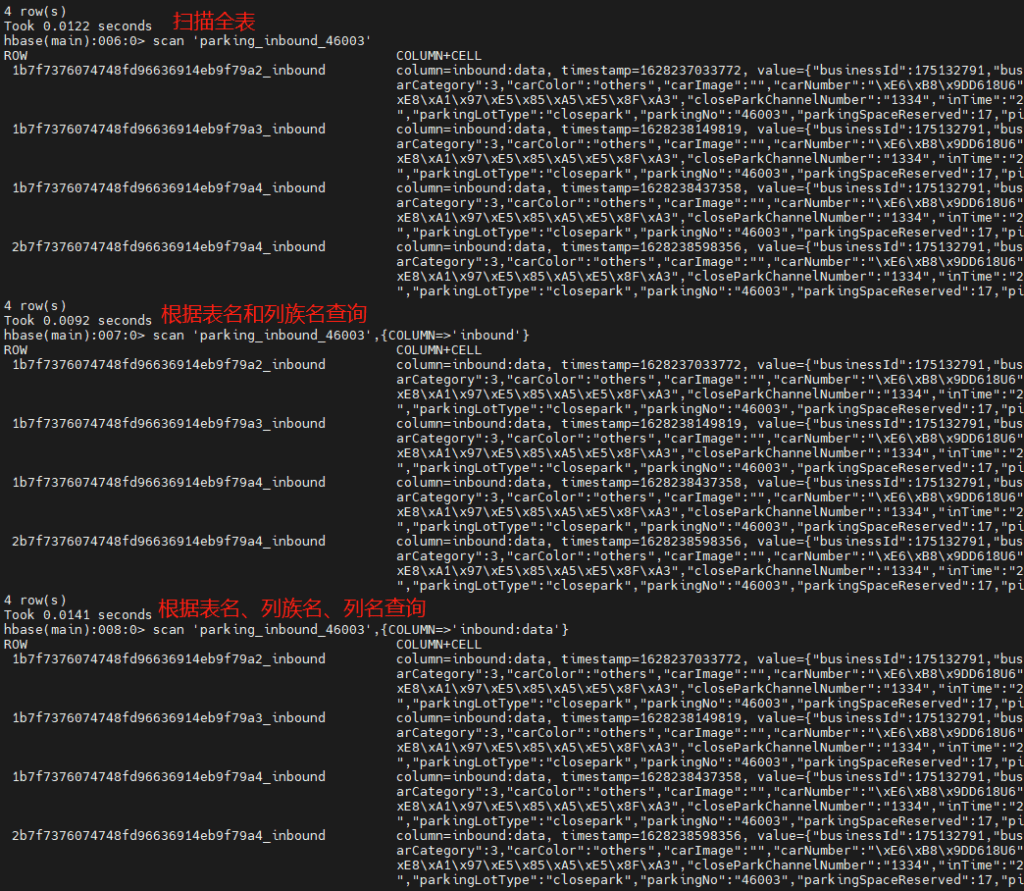 4 row(s)
Took 0.0122 seconds 扫描全表
hbase(main):006:0> scan 'parking_inbound_46003'
ROW COLUMN+CELL
1b7f7376074748fd96636914eb9f79a2_inbound column=inbound:data, timestamp=1628237033772, value={"businessId":175132791,"bus
arCategory":3,"carColor":"others","carImage":"","carNumber":"\xE6\xB8\x9DD618U6"
xE8\xA1\x97\xE5\x85\xA5\xE5\x8F\xA3","closeParkChannelNumber":"1334","inTime":"2
","parkingLotType":"closepark","parkingNo":"46003","parkingSpaceReserved":17,"pi
1b7f7376074748fd96636914eb9f79a3_inbound column=inbound:data, timestamp=1628238149819, value={"businessId":175132791,"bus
arCategory":3,"carColor":"others","carImage":"","carNumber":"\xE6\xB8\x9DD618U6"
xE8\xA1\x97\xE5\x85\xA5\xE5\x8F\xA3","closeParkChannelNumber":"1334","inTime":"2
","parkingLotType":"closepark","parkingNo":"46003","parkingSpaceReserved":17,"pi
1b7f7376074748fd96636914eb9f79a4_inbound column=inbound:data, timestamp=1628238437358, value={"businessId":175132791,"bus
arCategory":3,"carColor":"others","carImage":"","carNumber":"\xE6\xB8\x9DD618U6"
xE8\xA1\x97\xE5\x85\xA5\xE5\x8F\xA3","closeParkChannelNumber":"1334","inTime":"2
","parkingLotType":"closepark","parkingNo":"46003","parkingSpaceReserved":17,"pi
2b7f7376074748fd96636914eb9f79a4_inbound column=inbound:data, timestamp=1628238598356, value={"businessId":175132791,"bus
arCategory":3,"carColor":"others","carImage":"","carNumber":"\xE6\xB8\x9DD618U6"
xE8\xA1\x97\xE5\x85\xA5\xE5\x8F\xA3","closeParkChannelNumber":"1334","inTime":"2
","parkingLotType":"closepark","parkingNo":"46003","parkingSpaceReserved":17,"pi
4 row(s)
Took 0.0092 seconds 根据表名和列族名查询
hbase(main):007:0> scan 'parking_inbound_46003',{COLUMN=>'inbound'}
ROW COLUMN+CELL
1b7f7376074748fd96636914eb9f79a2_inbound column=inbound:data, timestamp=1628237033772, value={"businessId":175132791,"bus
arCategory":3,"carColor":"others","carImage":"","carNumber":"\xE6\xB8\x9DD618U6"
xE8\xA1\x97\xE5\x85\xA5\xE5\x8F\xA3","closeParkChannelNumber":"1334","inTime":"2
","parkingLotType":"closepark","parkingNo":"46003","parkingSpaceReserved":17,"pi
1b7f7376074748fd96636914eb9f79a3_inbound column=inbound:data, timestamp=1628238149819, value={"businessId":175132791,"bus
arCategory":3,"carColor":"others","carImage":"","carNumber":"\xE6\xB8\x9DD618U6"
xE8\xA1\x97\xE5\x85\xA5\xE5\x8F\xA3","closeParkChannelNumber":"1334","inTime":"2
","parkingLotType":"closepark","parkingNo":"46003","parkingSpaceReserved":17,"pi
1b7f7376074748fd96636914eb9f79a4_inbound column=inbound:data, timestamp=1628238437358, value={"businessId":175132791,"bus
arCategory":3,"carColor":"others","carImage":"","carNumber":"\xE6\xB8\x9DD618U6"
xE8\xA1\x97\xE5\x85\xA5\xE5\x8F\xA3","closeParkChannelNumber":"1334","inTime":"2
","parkingLotType":"closepark","parkingNo":"46003","parkingSpaceReserved":17,"pi
2b7f7376074748fd96636914eb9f79a4_inbound column=inbound:data, timestamp=1628238598356, value={"businessId":175132791,"bus
arCategory":3,"carColor":"others","carImage":"","carNumber":"\xE6\xB8\x9DD618U6"
xE8\xA1\x97\xE5\x85\xA5\xE5\x8F\xA3","closeParkChannelNumber":"1334","inTime":"2
","parkingLotType":"closepark","parkingNo":"46003","parkingSpaceReserved":17,"pi
4 row(s)
Took 0.0141 seconds 根据表名、列族名、列名查询
hbase(main):008:0> scan 'parking_inbound_46003',{COLUMN=>'inbound:data'}
ROW COLUMN+CELL
1b7f7376074748fd96636914eb9f79a2_inbound column=inbound:data, timestamp=1628237033772, value={"businessId":175132791,"bus
arCategory":3,"carColor":"others","carImage":"","carNumber":"\xE6\xB8\x9DD618U6"
xE8\xA1\x97\xE5\x85\xA5\xE5\x8F\xA3","closeParkChannelNumber":"1334","inTime":"2
","parkingLotType":"closepark","parkingNo":"46003","parkingSpaceReserved":17,"pi
1b7f7376074748fd96636914eb9f79a3_inbound column=inbound:data, timestamp=1628238149819, value={"businessId":175132791,"bus
arCategory":3,"carColor":"others","carImage":"","carNumber":"\xE6\xB8\x9DD618U6"
xE8\xA1\x97\xE5\x85\xA5\xE5\x8F\xA3","closeParkChannelNumber":"1334","inTime":"2
","parkingLotType":"closepark","parkingNo":"46003","parkingSpaceReserved":17,"pi
1b7f7376074748fd96636914eb9f79a4_inbound column=inbound:data, timestamp=1628238437358, value={"businessId":175132791,"bus
arCategory":3,"carColor":"others","carImage":"","carNumber":"\xE6\xB8\x9DD618U6"
xE8\xA1\x97\xE5\x85\xA5\xE5\x8F\xA3","closeParkChannelNumber":"1334","inTime":"2
","parkingLotType":"closepark","parkingNo":"46003","parkingSpaceReserved":17,"pi
2b7f7376074748fd96636914eb9f79a4_inbound column=inbound:data, timestamp=1628238598356, value={"businessId":175132791,"bus
arCategory":3,"carColor":"others","carImage":"","carNumber":"\xE6\xB8\x9DD618U6"
xE8\xA1\x97\xE5\x85\xA5\xE5\x8F\xA3","closeParkChannelNumber":"1334","inTime":"2
","parkingLotType":"closepark","parkingNo":"46003","parkingSpaceReserved":17,"pi